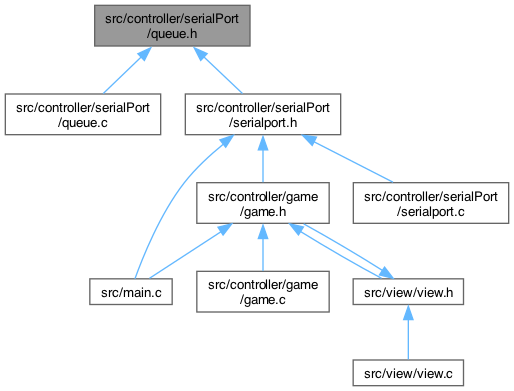 src/controller/serialPort
/queue.h
src/controller/serialPort
/queue.c
src/controller/serialPort
/serialport.h
src/controller/game
/game.h
src/controller/serialPort
/serialport.c
src/main.c
src/controller/game
/game.c
src/view/view.h
src/view/view.c